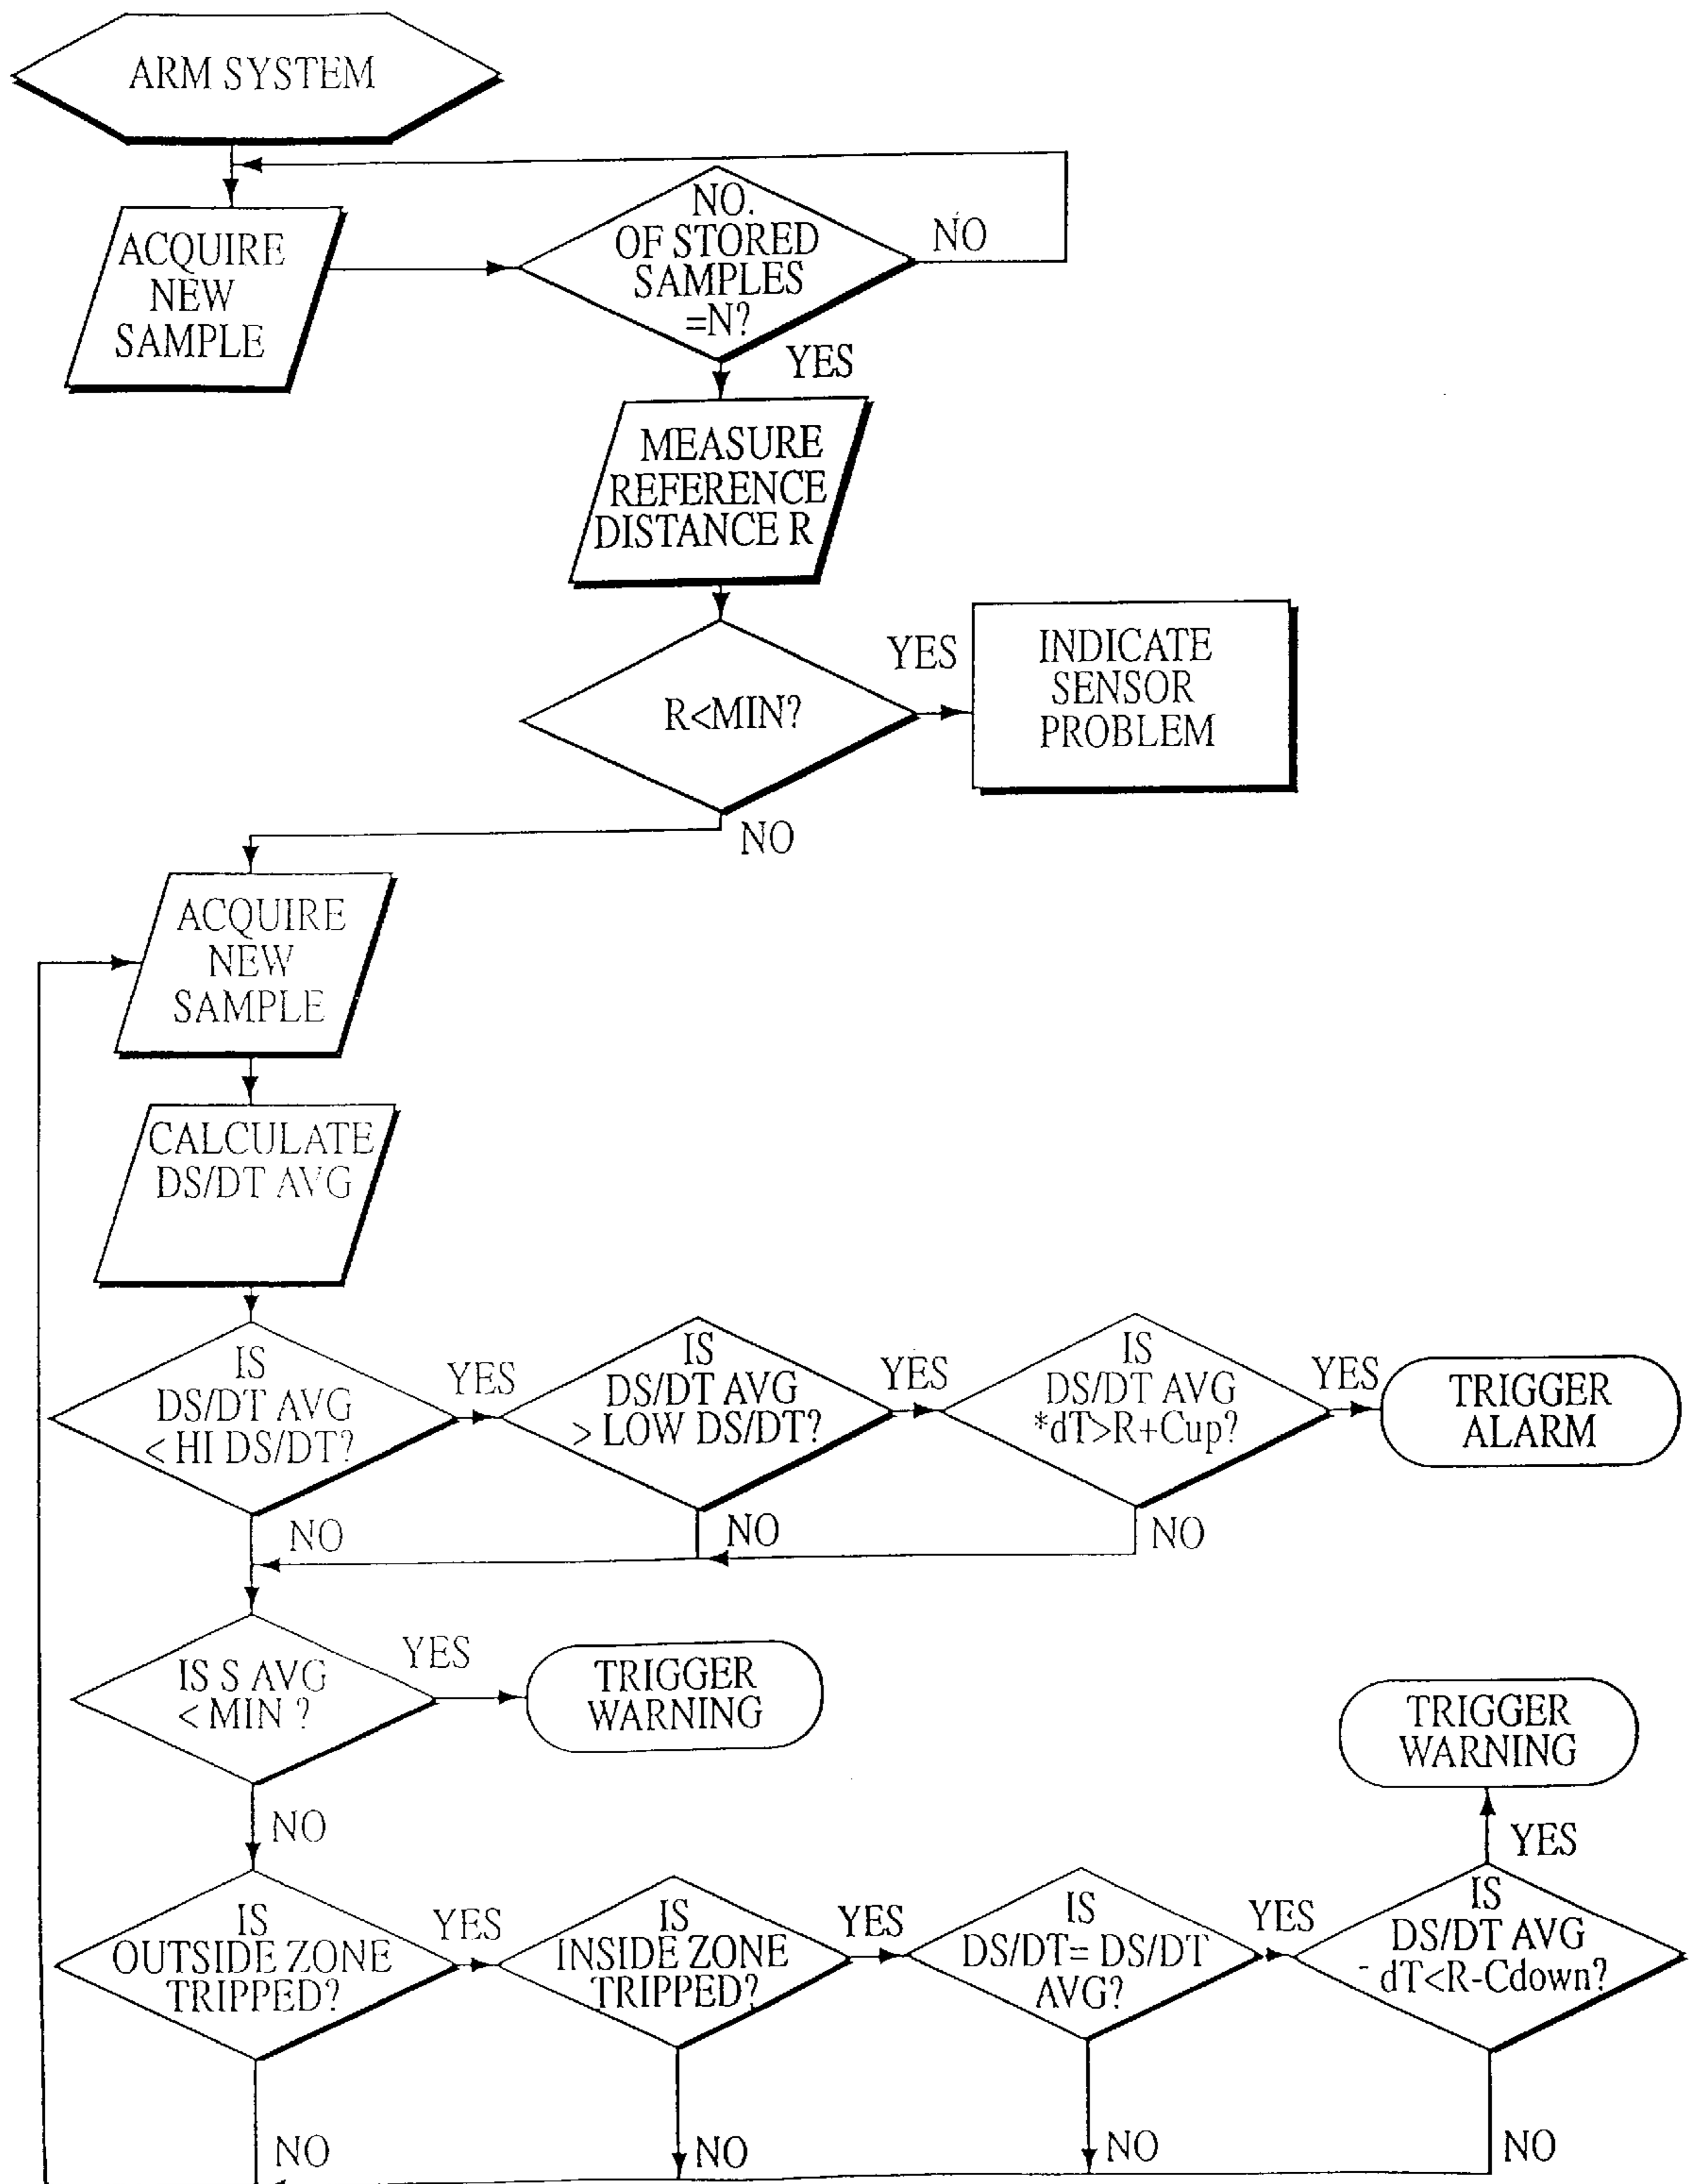 ARM SYSTEM
ACQUIRE
NEW
SAMPLE
NO.
OF STORED
SAMPLES
=N?
NO
YES
MEASURE
REFERENCE
DISTANCE R
R<MIN?
YES
INDICATE
SENSOR
PROBLEM
NO
ACQUIRE
NEW
SAMPLE
CALCULATE
DS/DT AVG
IS
DS/DT AVG
< HI DS/DT?
YES
IS
DS/DT AVG
> LOW DS/DT?
YES
IS
DS/DT AVG
*dT>R+Cup?
YES
TRIGGER
ALARM
NO
NO
NO
IS S AVG
< MIN ?
YES
TRIGGER
WARNING
NO
TRIGGER
WARNING
YES
IS
OUTSIDE ZONE
TRIPPED?
YES
IS
INSIDE ZONE
TRIPPED?
YES
IS
DS/DT= DS/DT
AVG?
YES
IS
DS/DT AVG
- dT<R-Cdown?
NO
NO
NO
NO